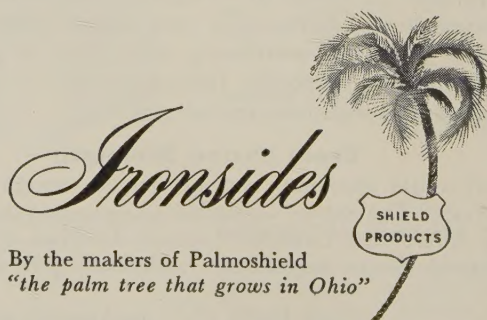 Ironsides
SHIELD
PRODUCTS
By the makers of Palmoshield
"the palm tree that grows in Ohio"